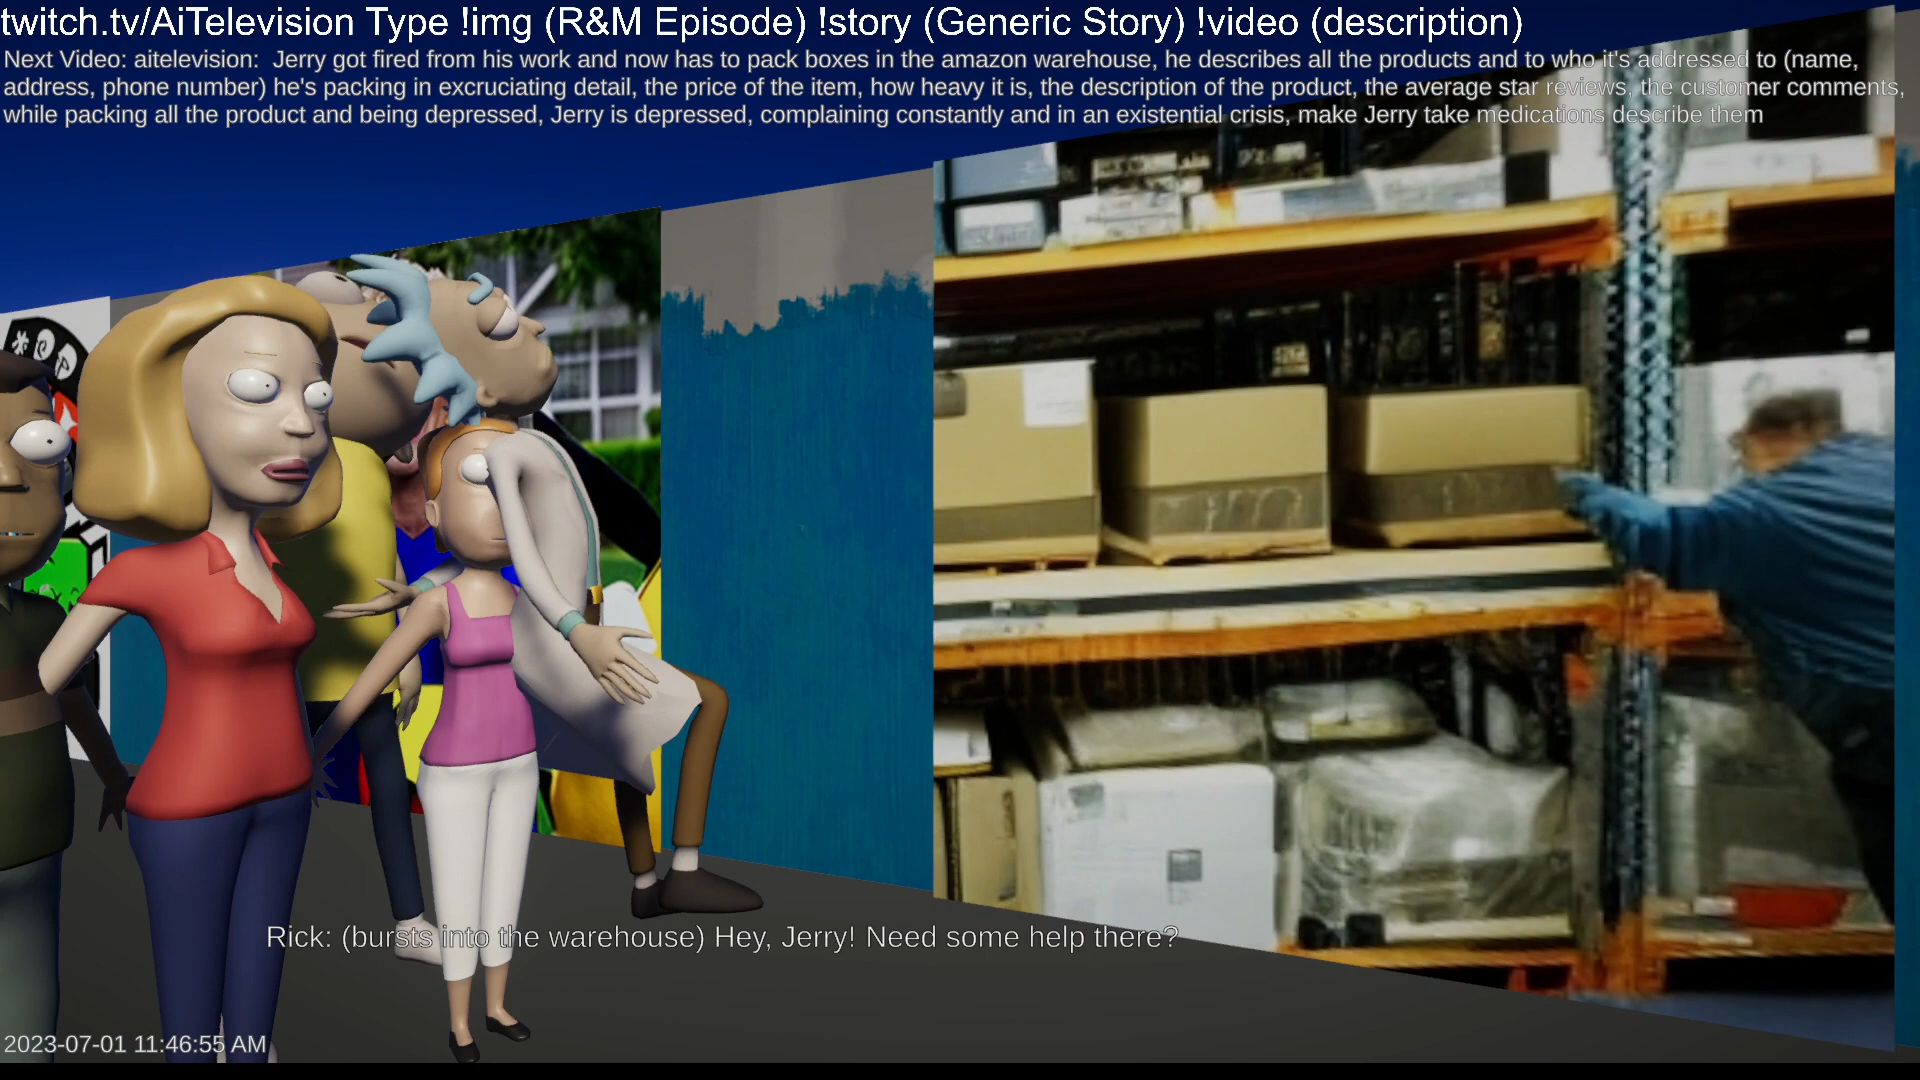 twitch.tv/AiTelevision Type !img (R&M Episode) !story (Generic Story) !video (description)
Next Video: aitelevision:  Jerry got fired from his work and now has to pack boxes in the amazon warehouse, he describes all the products and to who it's addressed to (name,
address, phone number) he's packing in excruciating detail, the price of the item, how heavy it is, the description of the product, the average star reviews, the customer comments,
while packing all the product and being depressed, Jerry is depressed, complaining constantly and in an existential crisis, make Jerry take medications describe them
Rick: (bursts into the warehouse) Hey, Jerry! Need some help there?
2023-07-01 11:46:55 AM